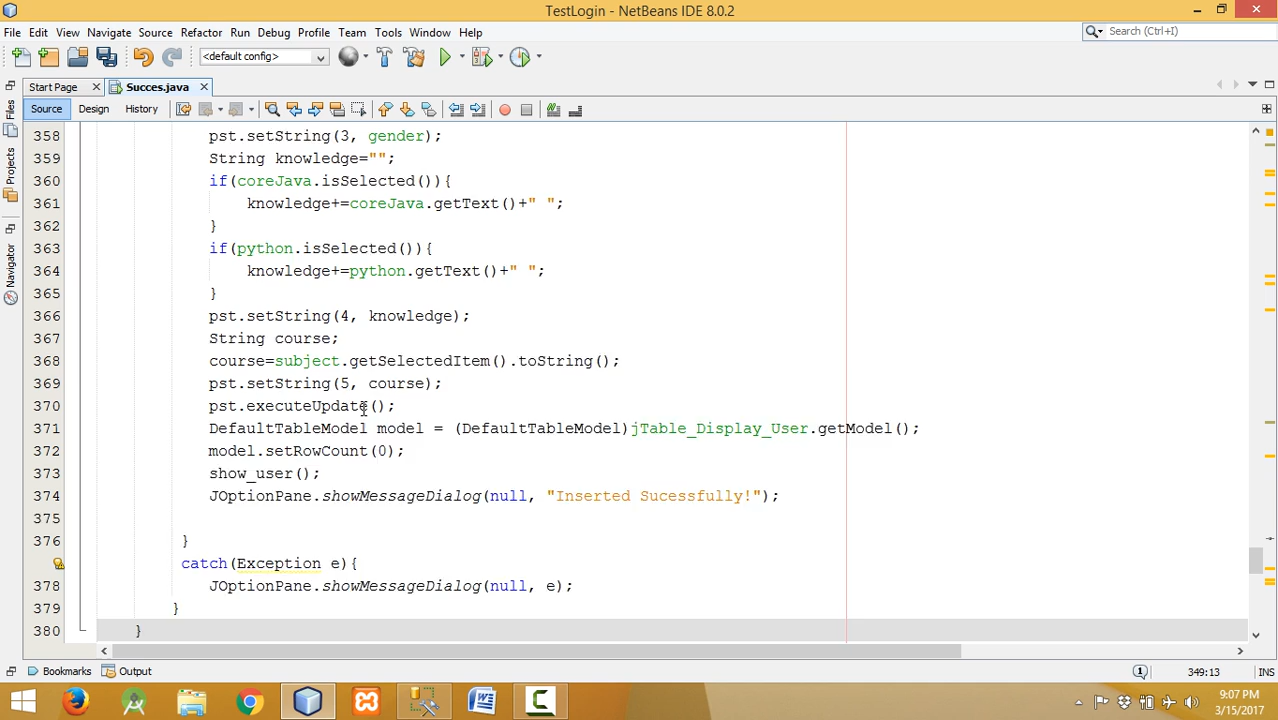 TestLogin - NetBeans IDE 8.0.2
File Edit View Navigate Source Refactor Run Debug Profile Team Tools Window Help
Search (Ctrl+I)
<default config>
Start Page Succes.java
Source Design History
358 pst.setString(3, gender);
359 String knowledge="";
360 if(coreJava.isSelected()){
361 knowledge+=coreJava.getText()+" ";
362 }
363 if(python.isSelected()){
364 knowledge+=python.getText()+" ";
365 }
366 pst.setString(4, knowledge);
367 String course;
368 course=subject.getSelectedItem().toString();
369 pst.setString(5, course);
370 pst.executeUpdate();
371 DefaultTableModel model = (DefaultTableModel)jTable_Display_User.getModel();
372 model.setRowCount(0);
373 show_user();
374 JOptionPane.showMessageDialog(null, "Inserted Sucessfully!");
375
376 }
catch(Exception e){
378 JOptionPane.showMessageDialog(null, e);
379 }
380 }
Files
Projects
Navigator
Bookmarks Output
1
349:13
INS
9:07 PM
3/15/2017